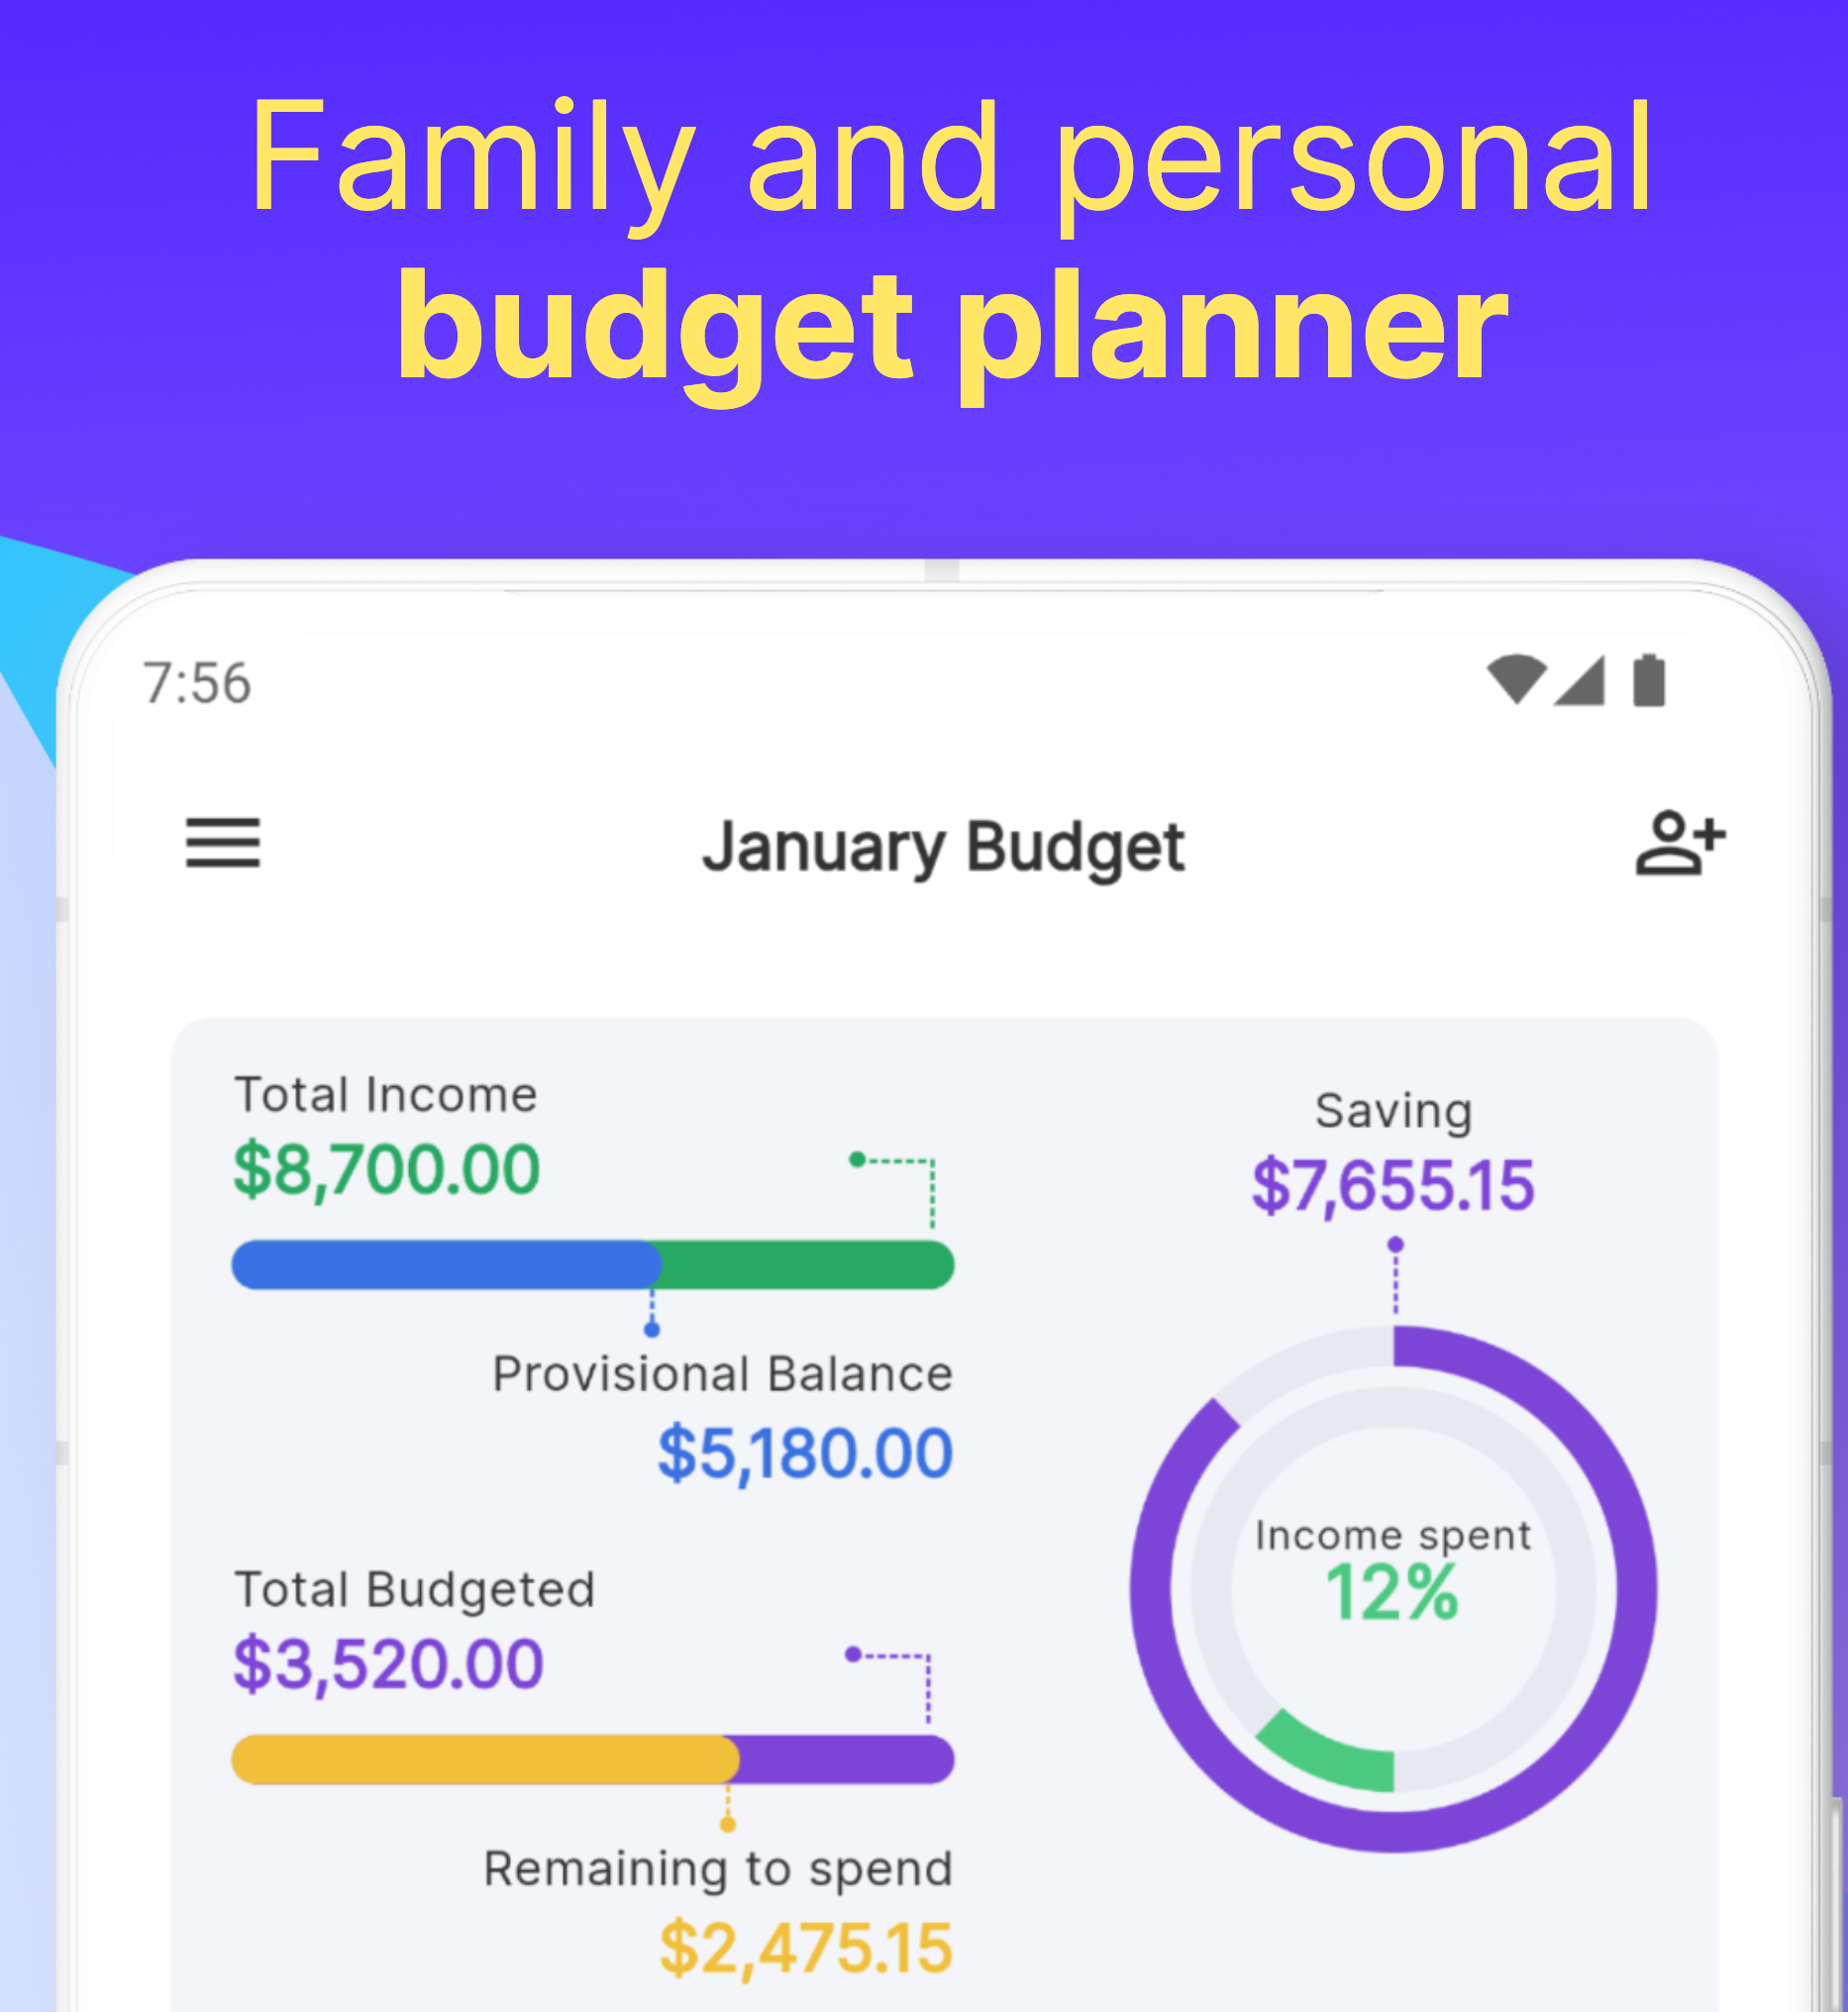 Family and personal
budget planner
7:56
January Budget
Total Income
$8,700.00
Provisional Balance
$5,180.00
Total Budgeted
$3,520.00
Remaining to spend
$2,475.15
Saving
$7,655.15
Income spent
12%